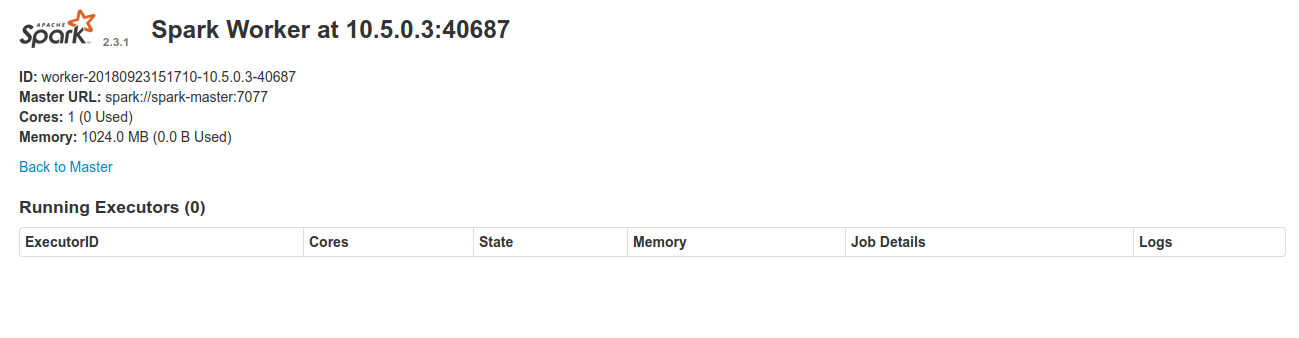 APACHE
Spark 2.3.1 Spark Worker at 10.5.0.3:40687
ID: worker-20180923151710-10.5.0.3-40687
Master URL: spark://spark-master:7077
Cores: 1 (0 Used)
Memory: 1024.0 MB (0.0 B Used)
Back to Master
Running Executors (0)
ExecutorID Cores State Memory Job Details Logs